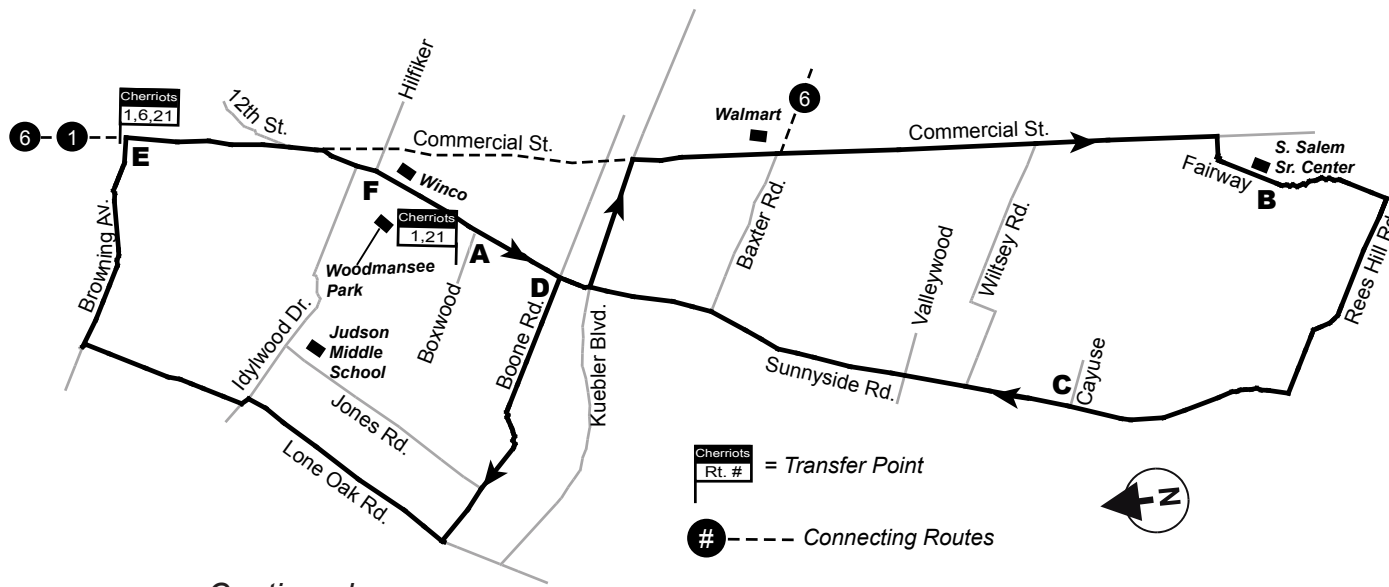 Cherriots
1,6,21
6
1
E
12th St.
Hilfiker
Commercial St.
Walmart
6
Commercial St.
S. Salem
Sr. Center
Fairway
B
F
Winco
Cherriots
1,21
Woodmansee
Park
A
D
Browning Av.
Idylwood Dr.
Judson
Middle
School
Boxwood
Boone Rd.
Kuebler Blvd.
Baxter Rd.
Valleywood
Wiltsey Rd.
Rees Hill Rd.
Sunnyside Rd.
C
Cayuse
Jones Rd.
Lone Oak Rd.
Cherriots
Rt. #
= Transfer Point
N
#
Connecting Routes